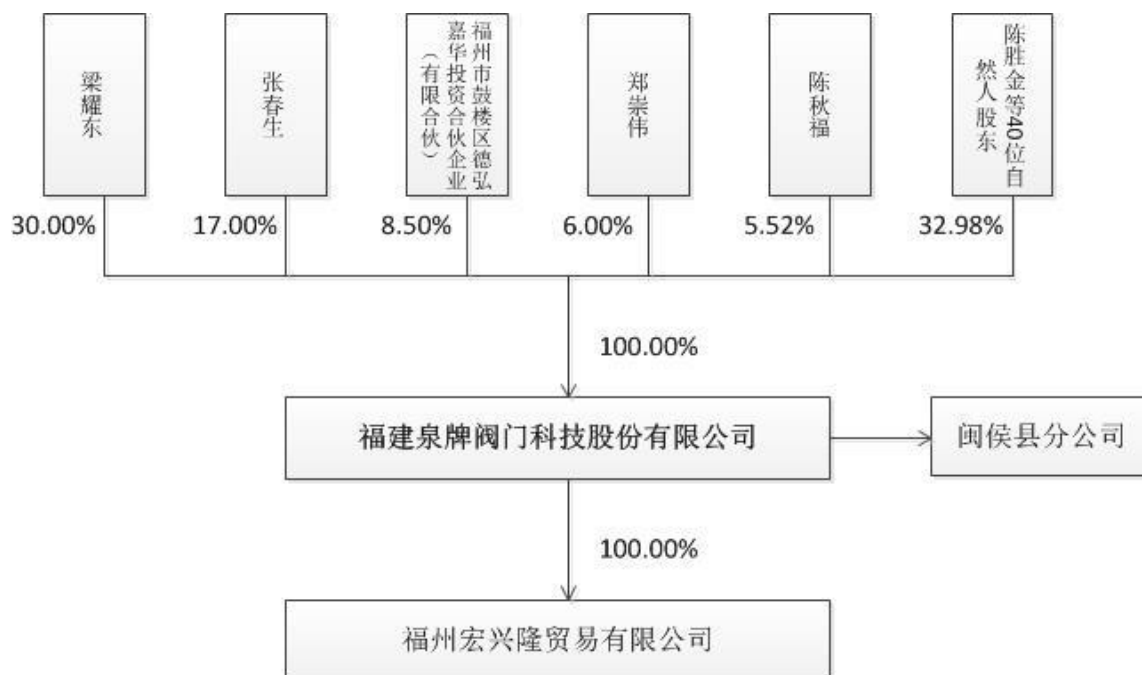 梁耀东
张春生
福州市鼓楼区德弘
嘉华投资合伙企业
（有限合伙）
郑崇伟
陈秋福
陈胜金等40位自
然人股东
30.00%
17.00%
8.50%
6.00%
5.52%
32.98%
100.00%
福建泉牌阀门科技股份有限公司
闽侯县分公司
100.00%
福州宏兴隆贸易有限公司